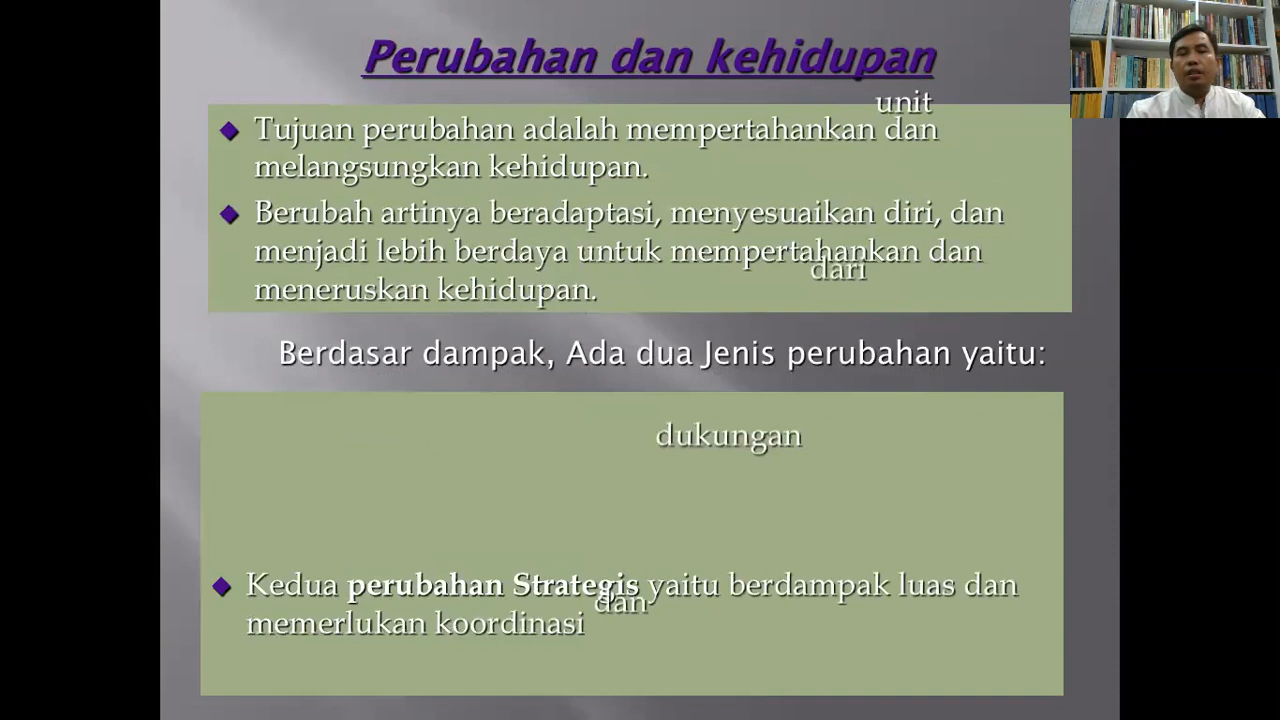 Perubahan dan kehidupan
unit
Tujuan perubahan adalah mempertahankan dan
melangsungkan kehidupan.
Berubah artinya beradaptasi, menyesuaikan diri, dan
menjadi lebih berdaya untuk mempertahankan dan
dari
meneruskan kehidupan.
Berdasar dampak, Ada dua Jenis perubahan yaitu:
dukungan
Kedua perubahan Strategis yaitu berdampak luas dan
dan
memerlukan koordinasi